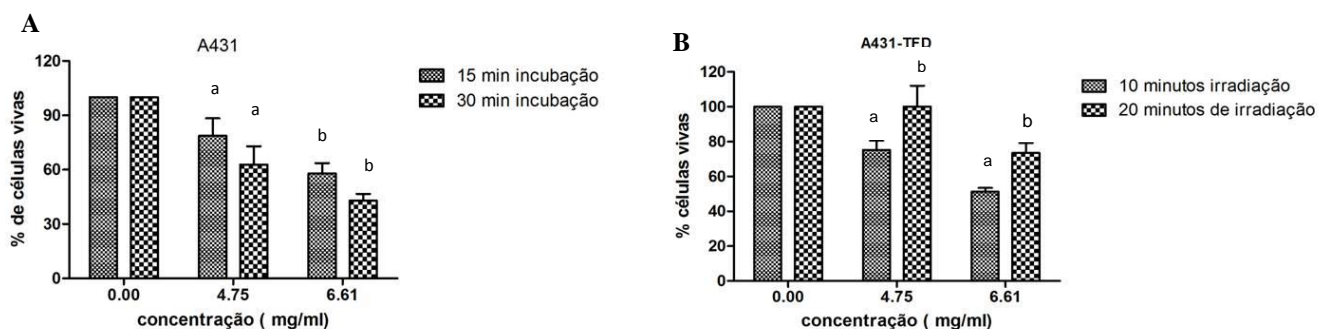 A
A431
120
90
60
30
0
% de células vivas
a
a
b
b
0.00
4.75
6.61
concentração ( mg/ml)
15 min incubação
30 min incubação
B
A431-TFD
120
100
80
60
40
20
0
% células vivas
a
b
a
b
0.00
4.75
6.61
concentração ( mg/ml)
10 minutos irradiação
20 minutos de irradiação